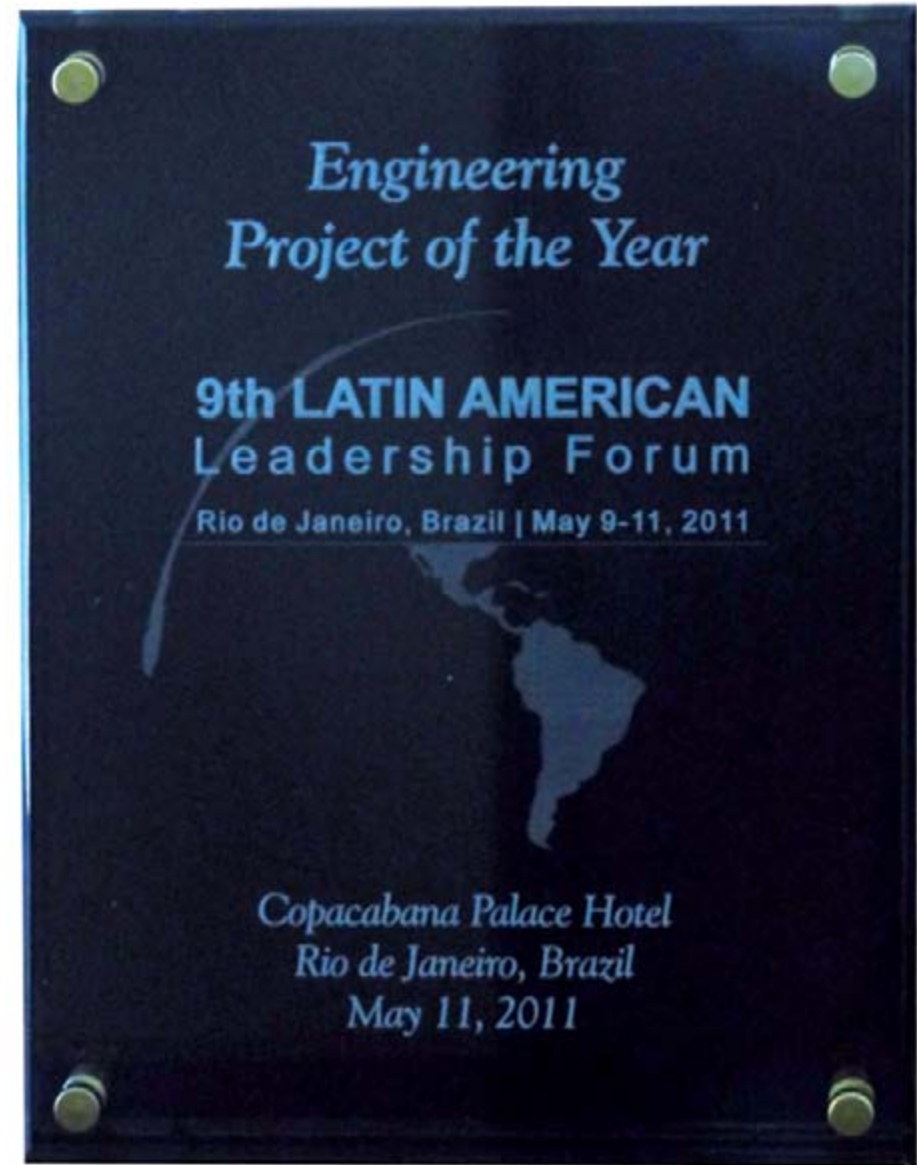 Engineering
Project of the Year
9th LATIN AMERICAN
Leadership Forum
Rio de Janeiro, Brazil | May 9-11, 2011
Copacabana Palace Hotel
Rio de Janeiro, Brazil
May 11, 2011